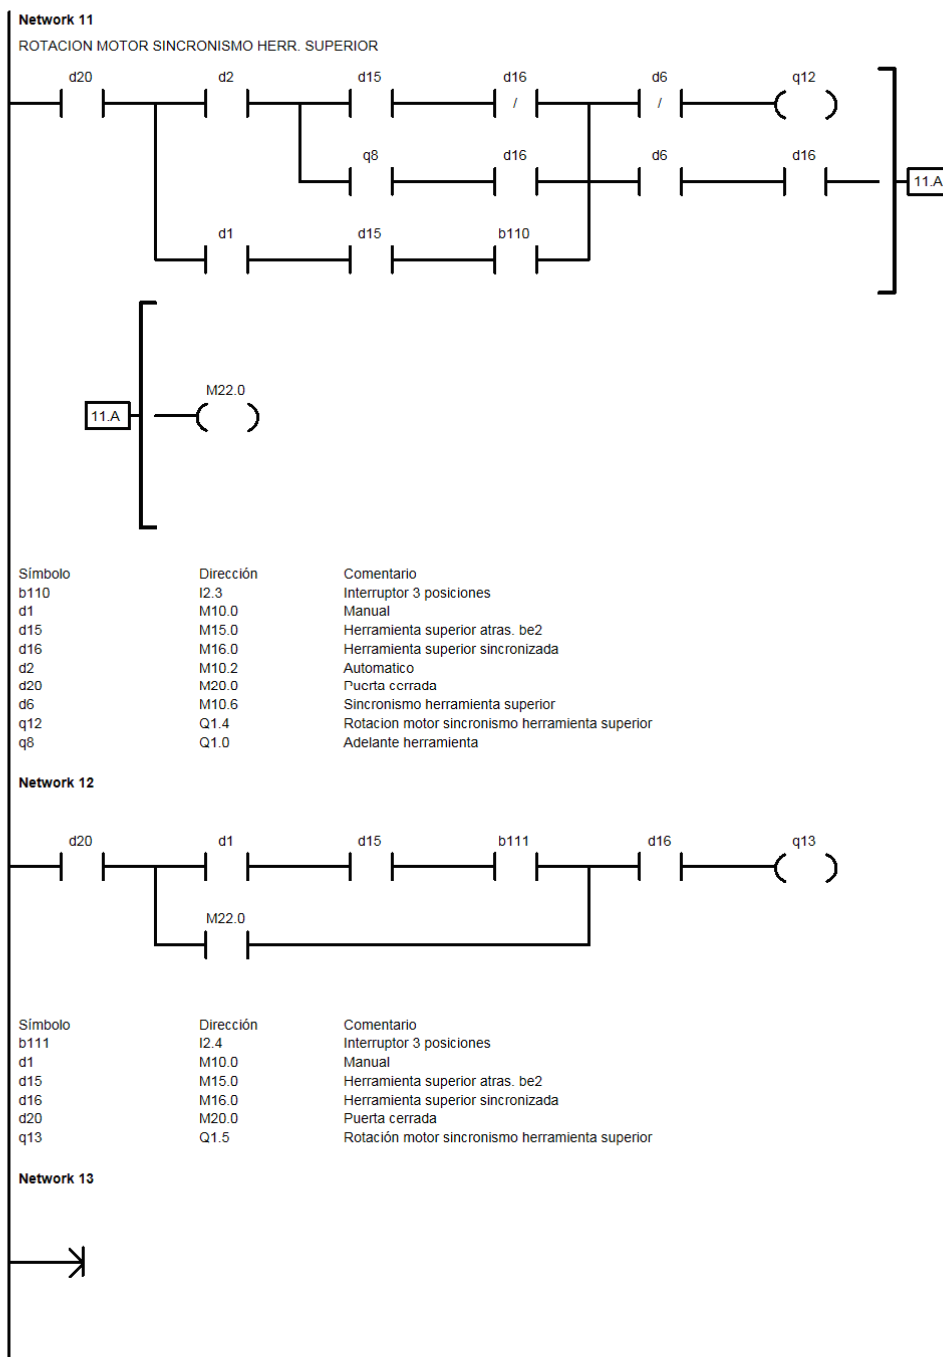 Network 11
ROTACION MOTOR SINCRONISMO HERR. SUPERIOR
d20 d2 d15 d16 d6 q12
/ /
q8 d16 d6 d16
11.A
d1 d15 b110
M22.0
11.A
Símbolo Dirección Comentario
b110 I2.3 Interruptor 3 posiciones
d1 M10.0 Manual
d15 M15.0 Herramienta superior atras. be2
d16 M16.0 Herramienta superior sincronizada
d2 M10.2 Automatico
d20 M20.0 Puerta cerrada
d6 M10.6 Sincronismo herramienta superior
q12 Q1.4 Rotacion motor sincronismo herramienta superior
q8 Q1.0 Adelante herramienta
Network 12
d20 d1 d15 b111 d16 q13
M22.0
Símbolo Dirección Comentario
b111 I2.4 Interruptor 3 posiciones
d1 M10.0 Manual
d15 M15.0 Herramienta superior atras. be2
d16 M16.0 Herramienta superior sincronizada
d20 M20.0 Puerta cerrada
q13 Q1.5 Rotación motor sincronismo herramienta superior
Network 13